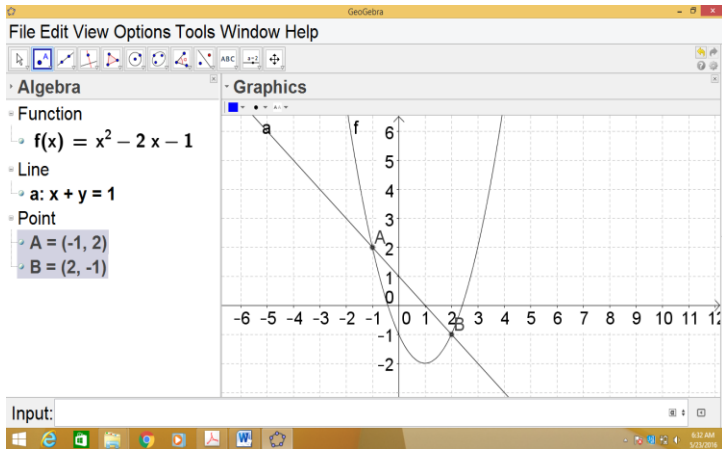 GeoGebra
File Edit View Options Tools Window Help
A
ABC
a=2
Algebra
Graphics
Function
f(x) = x² − 2 x − 1
Line
a: x + y = 1
Point
A = (-1, 2)
B = (2, -1)
a
f
A
B
6
5
4
3
2
1
0
-1
-2
-6 -5 -4 -3 -2 -1 0 1 2 3 4 5 6 7 8 9 10 11 12
Input:
6:32 AM
5/23/2016